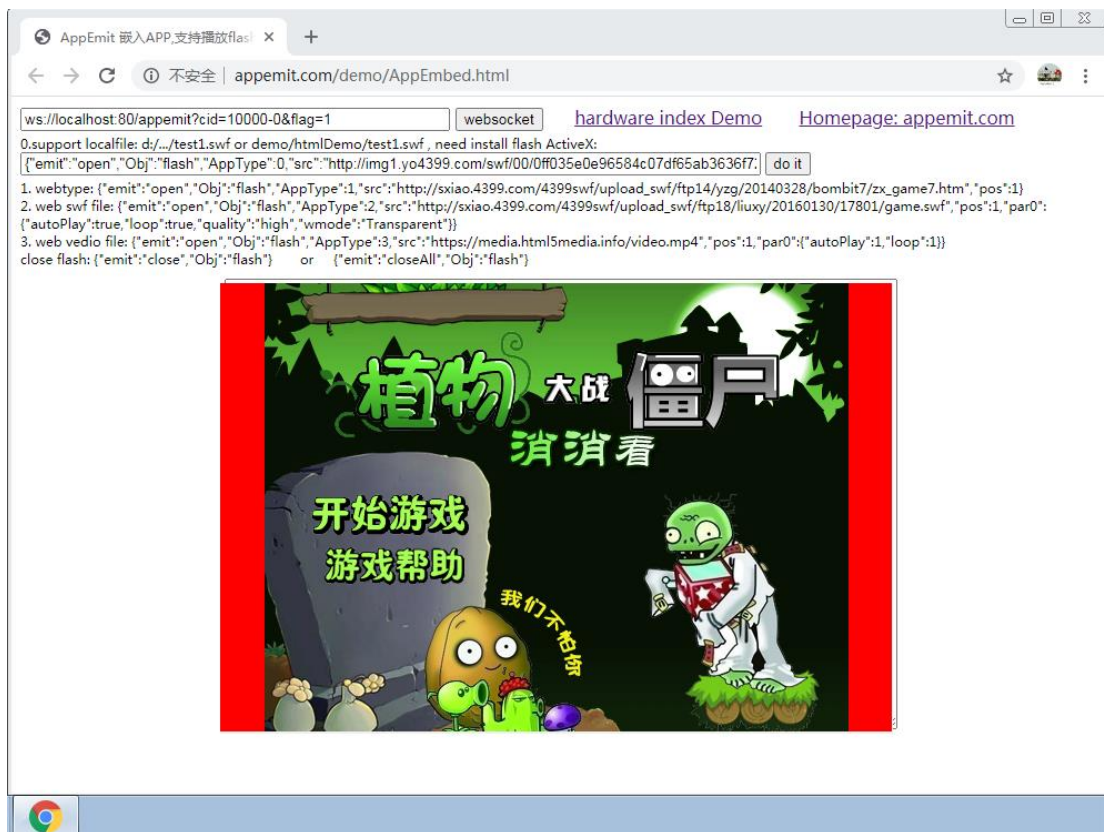 AppEmit 嵌入APP,支持播放flas
不安全 appemit.com/demo/AppEmbed.html
ws://localhost:80/appemit?cid=10000-0&flag=1 websocket hardware index Demo Homepage: appemit.com
0.support localfile: d:/.../test1.swf or demo/htmlDemo/test1.swf , need install flash ActiveX:
{"emit":"open","Obj":"flash","AppType":0,"src":"http://img1.yo4399.com/swf/00/0ff035e0e96584c07df65ab3636f7 do it
1. webtype: {"emit":"open","Obj":"flash","AppType":1,"src":"http://sxiao.4399.com/4399swf/upload_swf/ftp14/yzg/20140328/bombit7/zx_game7.htm","pos":1}
2. web swf file: {"emit":"open","Obj":"flash","AppType":2,"src":"http://sxiao.4399.com/4399swf/upload_swf/ftp18/liuxy/20160130/17801/game.swf","pos":1,"par0":
{"autoPlay":true,"loop":true,"quality":"high","wmode":"Transparent"}}
3. web vedio file: {"emit":"open","Obj":"flash","AppType":3,"src":"https://media.html5media.info/video.mp4","pos":1,"par0":{"autoPlay":1,"loop":1}}
close flash: {"emit":"close","Obj":"flash"} or {"emit":"closeAll","Obj":"flash"}
植物大战僵尸
消消看
开始游戏
游戏帮助
我们不怕你